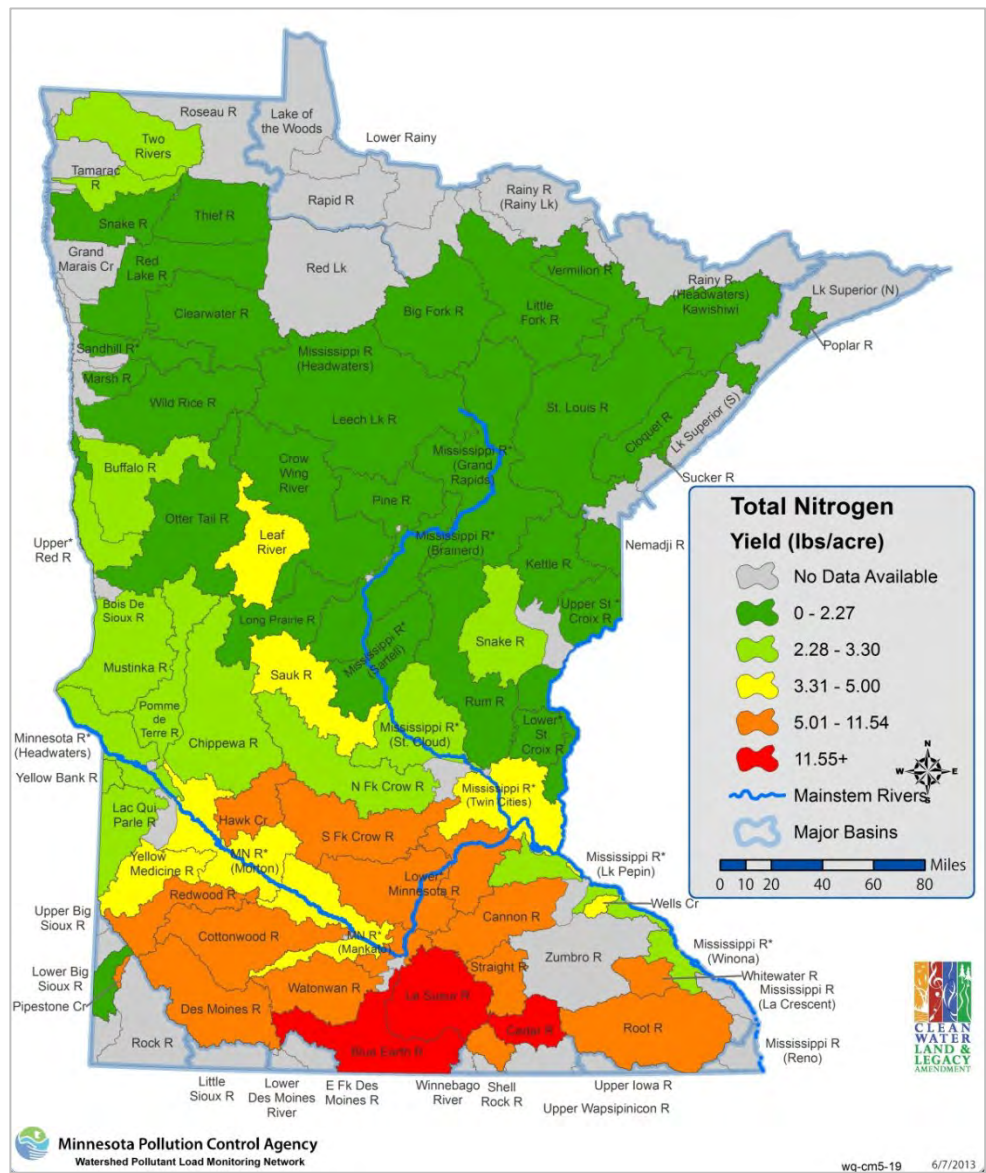 Roseau R
Lake of
the Woods
Lower Rainy
Two
Rivers
Tamarac
R
Rapid R
Rainy R
(Rainy Lk)
Snake R
Thief R
Grand
Marais Cr
Red
Lake R
Red Lk
Vermilion R
Rainy R
(Headwaters)
Kawishiwi
Lk Superior (N)
Clearwater R
Big Fork R
Little
Fork R
Poplar R
Sandhill R*
Mississippi R
(Headwaters)
Marsh R
Wild Rice R
Leech Lk R
St. Louis R
Cloquet R
Lk Superior (S)
Sucker R
Buffalo R
Crow
Wing
River
Mississippi R*
(Grand
Rapids)
Pine R
Upper*
Red R
Otter Tail R
Leaf
River
Mississippi R*
(Brainerd)
Nemadji R
Kettle R
Bois De
Sioux R
Long Prairie R
Upper St *
Croix R
Mustinka R
Mississippi R*
(Sartell)
Snake R
Sauk R
Pomme
de
Terre R
Rum R
Minnesota R*
(Headwaters)
Chippewa R
Mississippi R*
(St. Cloud)
Lower*
St.
Croix R
Yellow Bank R
N Fk Crow R
Mississippi R*
(Twin Cities)
Lac Qui
Parle R
Hawk Cr
S Fk Crow R
Yellow
Medicine R
MN R*
(Morton)
Lower
Minnesota R
Mississippi R*
(Lk Pepin)
Redwood R
Wells Cr
Upper Big
Sioux R
Cottonwood R
Cannon R
MN R*
(Mankato)
Zumbro R
Mississippi R*
(Winona)
Lower Big
Sioux R
Straight R
Whitewater R
Pipestone Cr
Watonwan R
Mississippi R
(La Crescent)
Des Moines R
Le Sueur R
Cedar R
Root R
Rock R
Blue Earth R
Mississippi R
(Reno)
Little
Sioux R
Lower
Des Moines
River
E Fk Des
Moines R
Winnebago
River
Shell
Rock R
Upper Iowa R
Upper Wapsipinicon R
Total Nitrogen
Yield (lbs/acre)
No Data Available
0 - 2.27
2.28 - 3.30
3.31 - 5.00
5.01 - 11.54
11.55+
N
W E
S
Mainstem Rivers
Major Basins
Miles
0 10 20 40 60 80
CLEAN
WATER
LAND &
LEGACY
AMENDMENT
Minnesota Pollution Control Agency
Watershed Pollutant Load Monitoring Network
wq-cm5-19 6/7/2013